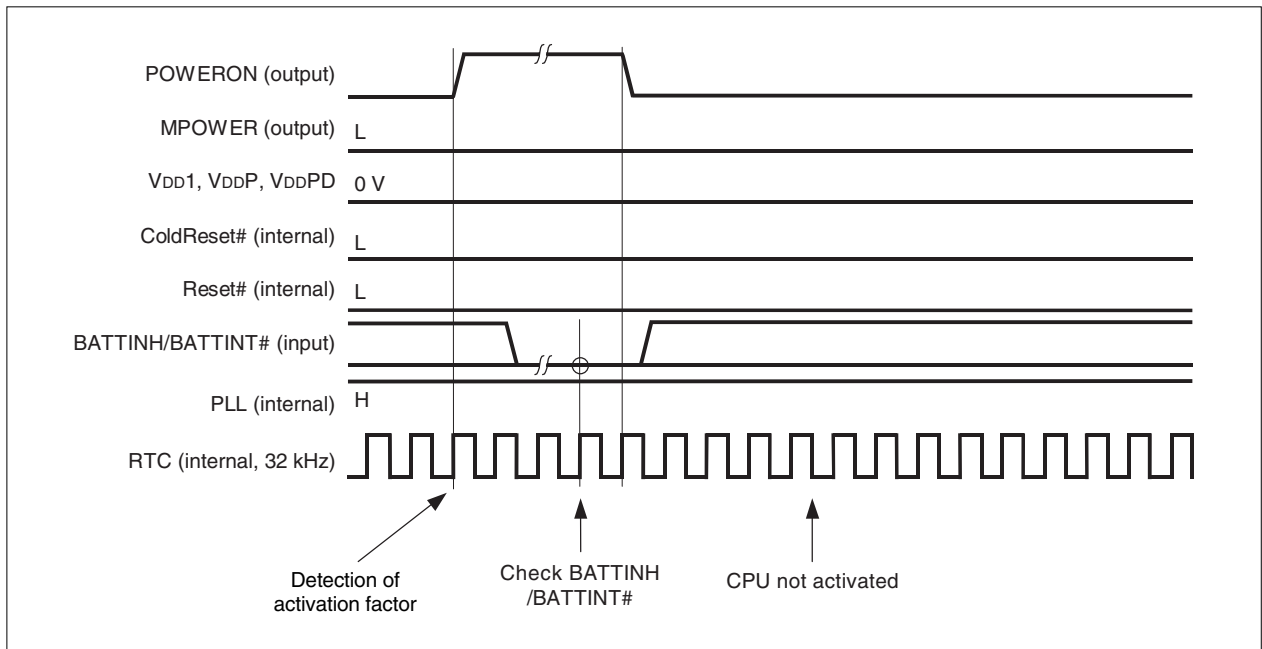 POWERON (output)
MPOWER (output) L
VDD1, VDDP, VDDPD 0 V
ColdReset# (internal) L
Reset# (internal) L
BATTINH/BATTINT# (input)
PLL (internal) H
RTC (internal, 32 kHz)
Detection of
activation factor
Check BATTINH
/BATTINT#
CPU not activated